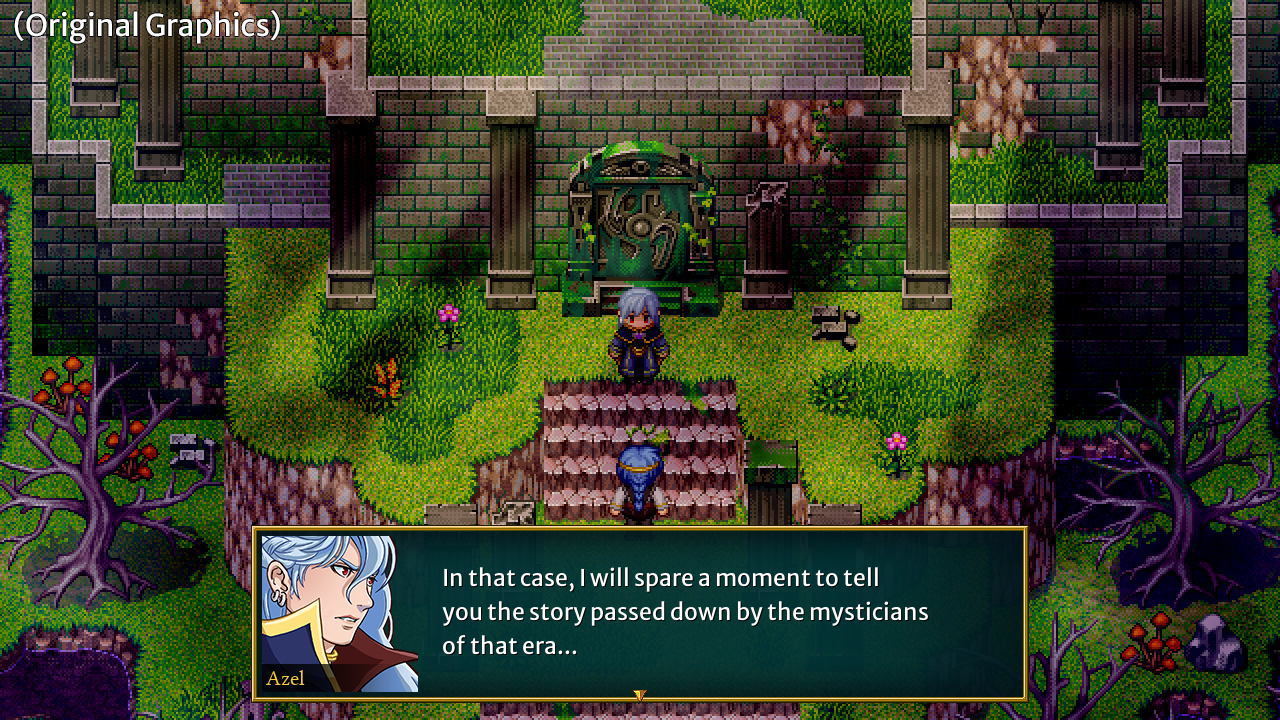 (Original Graphics)
In that case, I will spare a moment to tell
you the story passed down by the mysticians
of that era...
Azel